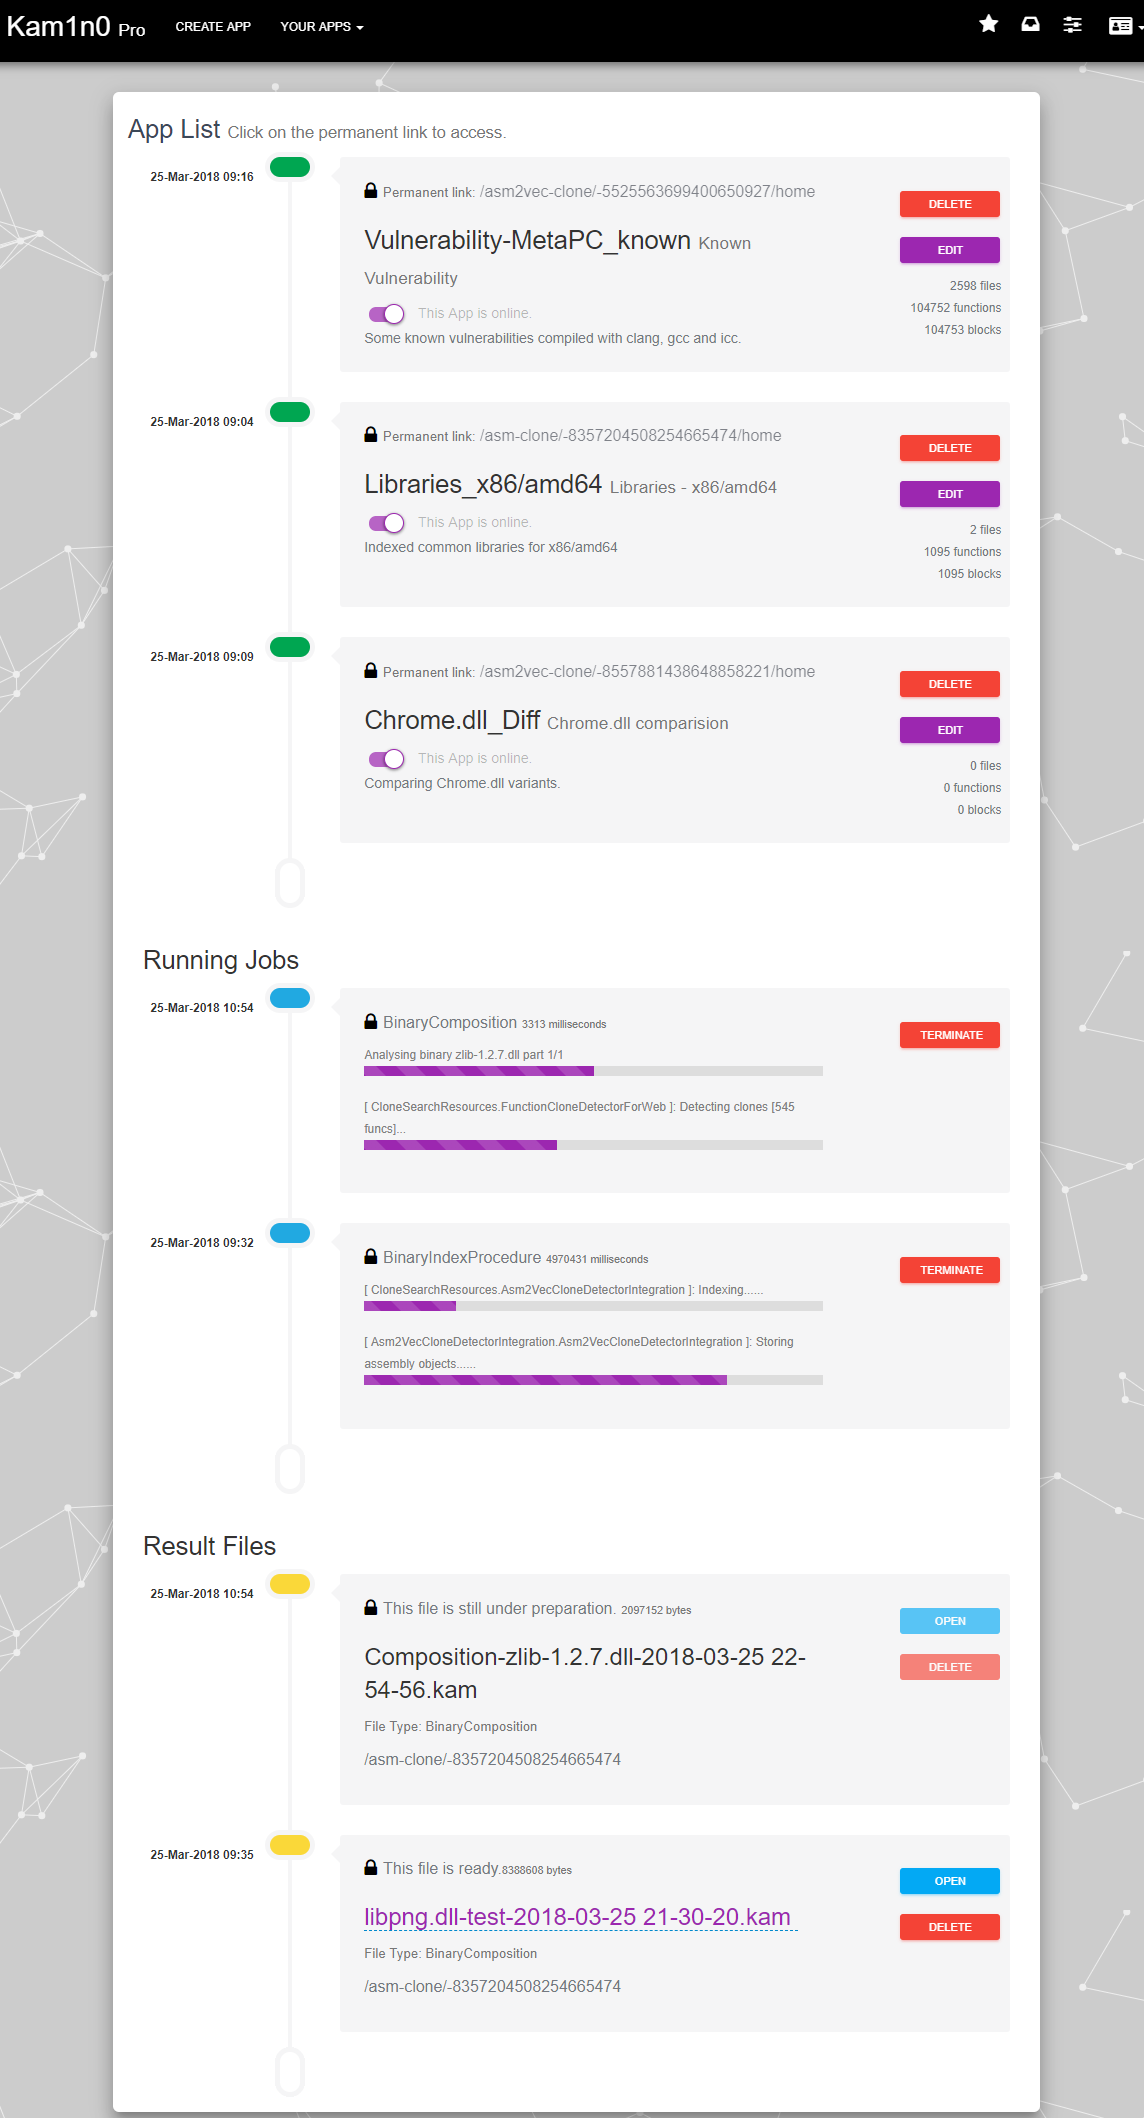 Kam1n0 Pro CREATE APP YOUR APPS
App List Click on the permanent link to access.
25-Mar-2018 09:16
Permanent link: /asm2vec-clone/-5525563699400650927/home
DELETE
Vulnerability-MetaPC_known Known
Vulnerability
EDIT
2598 files
104752 functions
104753 blocks
This App is online.
Some known vulnerabilities compiled with clang, gcc and icc.
25-Mar-2018 09:04
Permanent link: /asm-clone/-8357204508254665474/home
DELETE
Libraries_x86/amd64 Libraries - x86/amd64
EDIT
This App is online.
2 files
1095 functions
1095 blocks
Indexed common libraries for x86/amd64
25-Mar-2018 09:09
Permanent link: /asm2vec-clone/-8557881438648858221/home
DELETE
Chrome.dll_Diff Chrome.dll comparision
EDIT
This App is online.
0 files
0 functions
0 blocks
Comparing Chrome.dll variants.
Running Jobs
25-Mar-2018 10:54
BinaryComposition 3313 milliseconds
TERMINATE
Analysing binary zlib-1.2.7.dll part 1/1
[ CloneSearchResources.FunctionCloneDetectorForWeb ]: Detecting clones [545
funcs]...
25-Mar-2018 09:32
BinaryIndexProcedure 4970431 milliseconds
TERMINATE
[ CloneSearchResources.Asm2VecCloneDetectorIntegration ]: Indexing......
[ Asm2VecCloneDetectorIntegration.Asm2VecCloneDetectorIntegration ]: Storing
assembly objects......
Result Files
25-Mar-2018 10:54
This file is still under preparation. 2097152 bytes
OPEN
Composition-zlib-1.2.7.dll-2018-03-25 22-
54-56.kam
DELETE
File Type: BinaryComposition
/asm-clone/-8357204508254665474
25-Mar-2018 09:35
This file is ready.8388608 bytes
OPEN
libpng.dll-test-2018-03-25 21-30-20.kam
DELETE
File Type: BinaryComposition
/asm-clone/-8357204508254665474